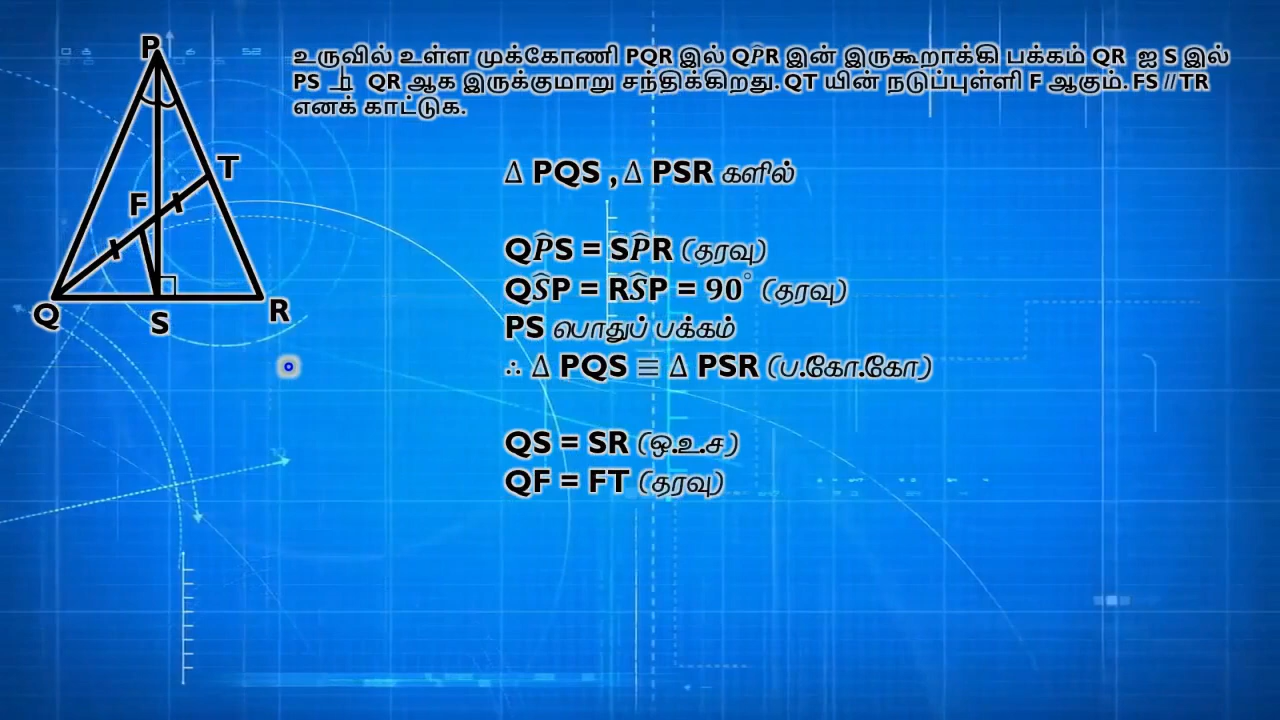 P
உருவில் உள்ள முக்கோணி PQR இல் QP̂R இன் இருகூறாக்கி பக்கம் QR ஐ S இல்
PS ⊥ QR ஆக இருக்குமாறு சந்திக்கிறது. QT யின் நடுப்புள்ளி F ஆகும். FS // TR
எனக் காட்டுக.
T
F
Q
S
R
Δ PQS , Δ PSR களில்
QP̂S = SP̂R (தரவு)
QŜP = RŜP = 90° (தரவு)
PS பொதுப் பக்கம்
∴ Δ PQS ≡ Δ PSR (ப.கோ.கோ)
QS = SR (ஒ.உ.ச)
QF = FT (தரவு)